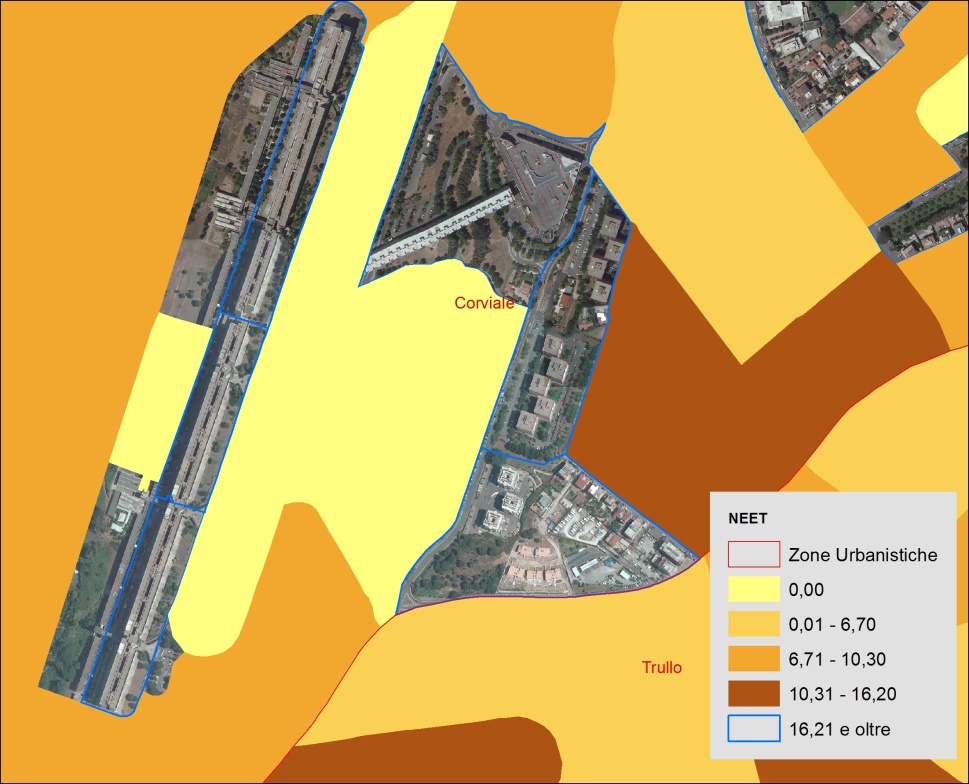 Corviale
Trullo
NEET
Zone Urbanistiche
0,00
0,01 - 6,70
6,71 - 10,30
10,31 - 16,20
16,21 e oltre